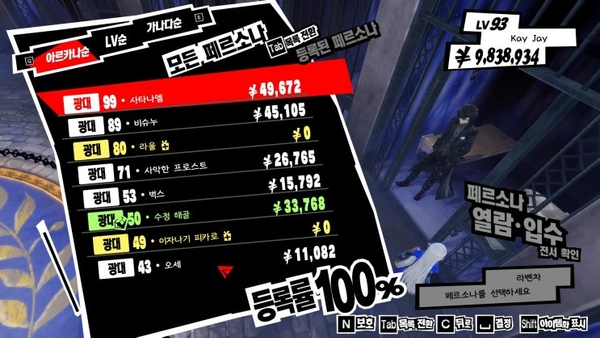 Q 아르카나순 LV순 가나다순 E
모든 페르소나 Tab 목록 전환 등록된 페르소나
LV 93
Kay Jay
¥ 9,838,934
광대 99 · 사타나엘 ¥49,672
광대 89 · 비슈누 ¥45,105
광대 80 · 라울 ¥0
광대 71 · 사악한 프로스트 ¥26,765
광대 53 · 벅스 ¥15,792
광대 50 · 수정 해골 ¥33,768
광대 49 · 이자나기 피카로 ¥0
광대 43 · 오세 ¥11,082
등록률 100%
페르소나
열람·입수
전서 확인
라벤차
페르소나를 선택하세요
N 보호 Tab 목록 전환 C 뒤로 결정 Shift 아이템화 표시